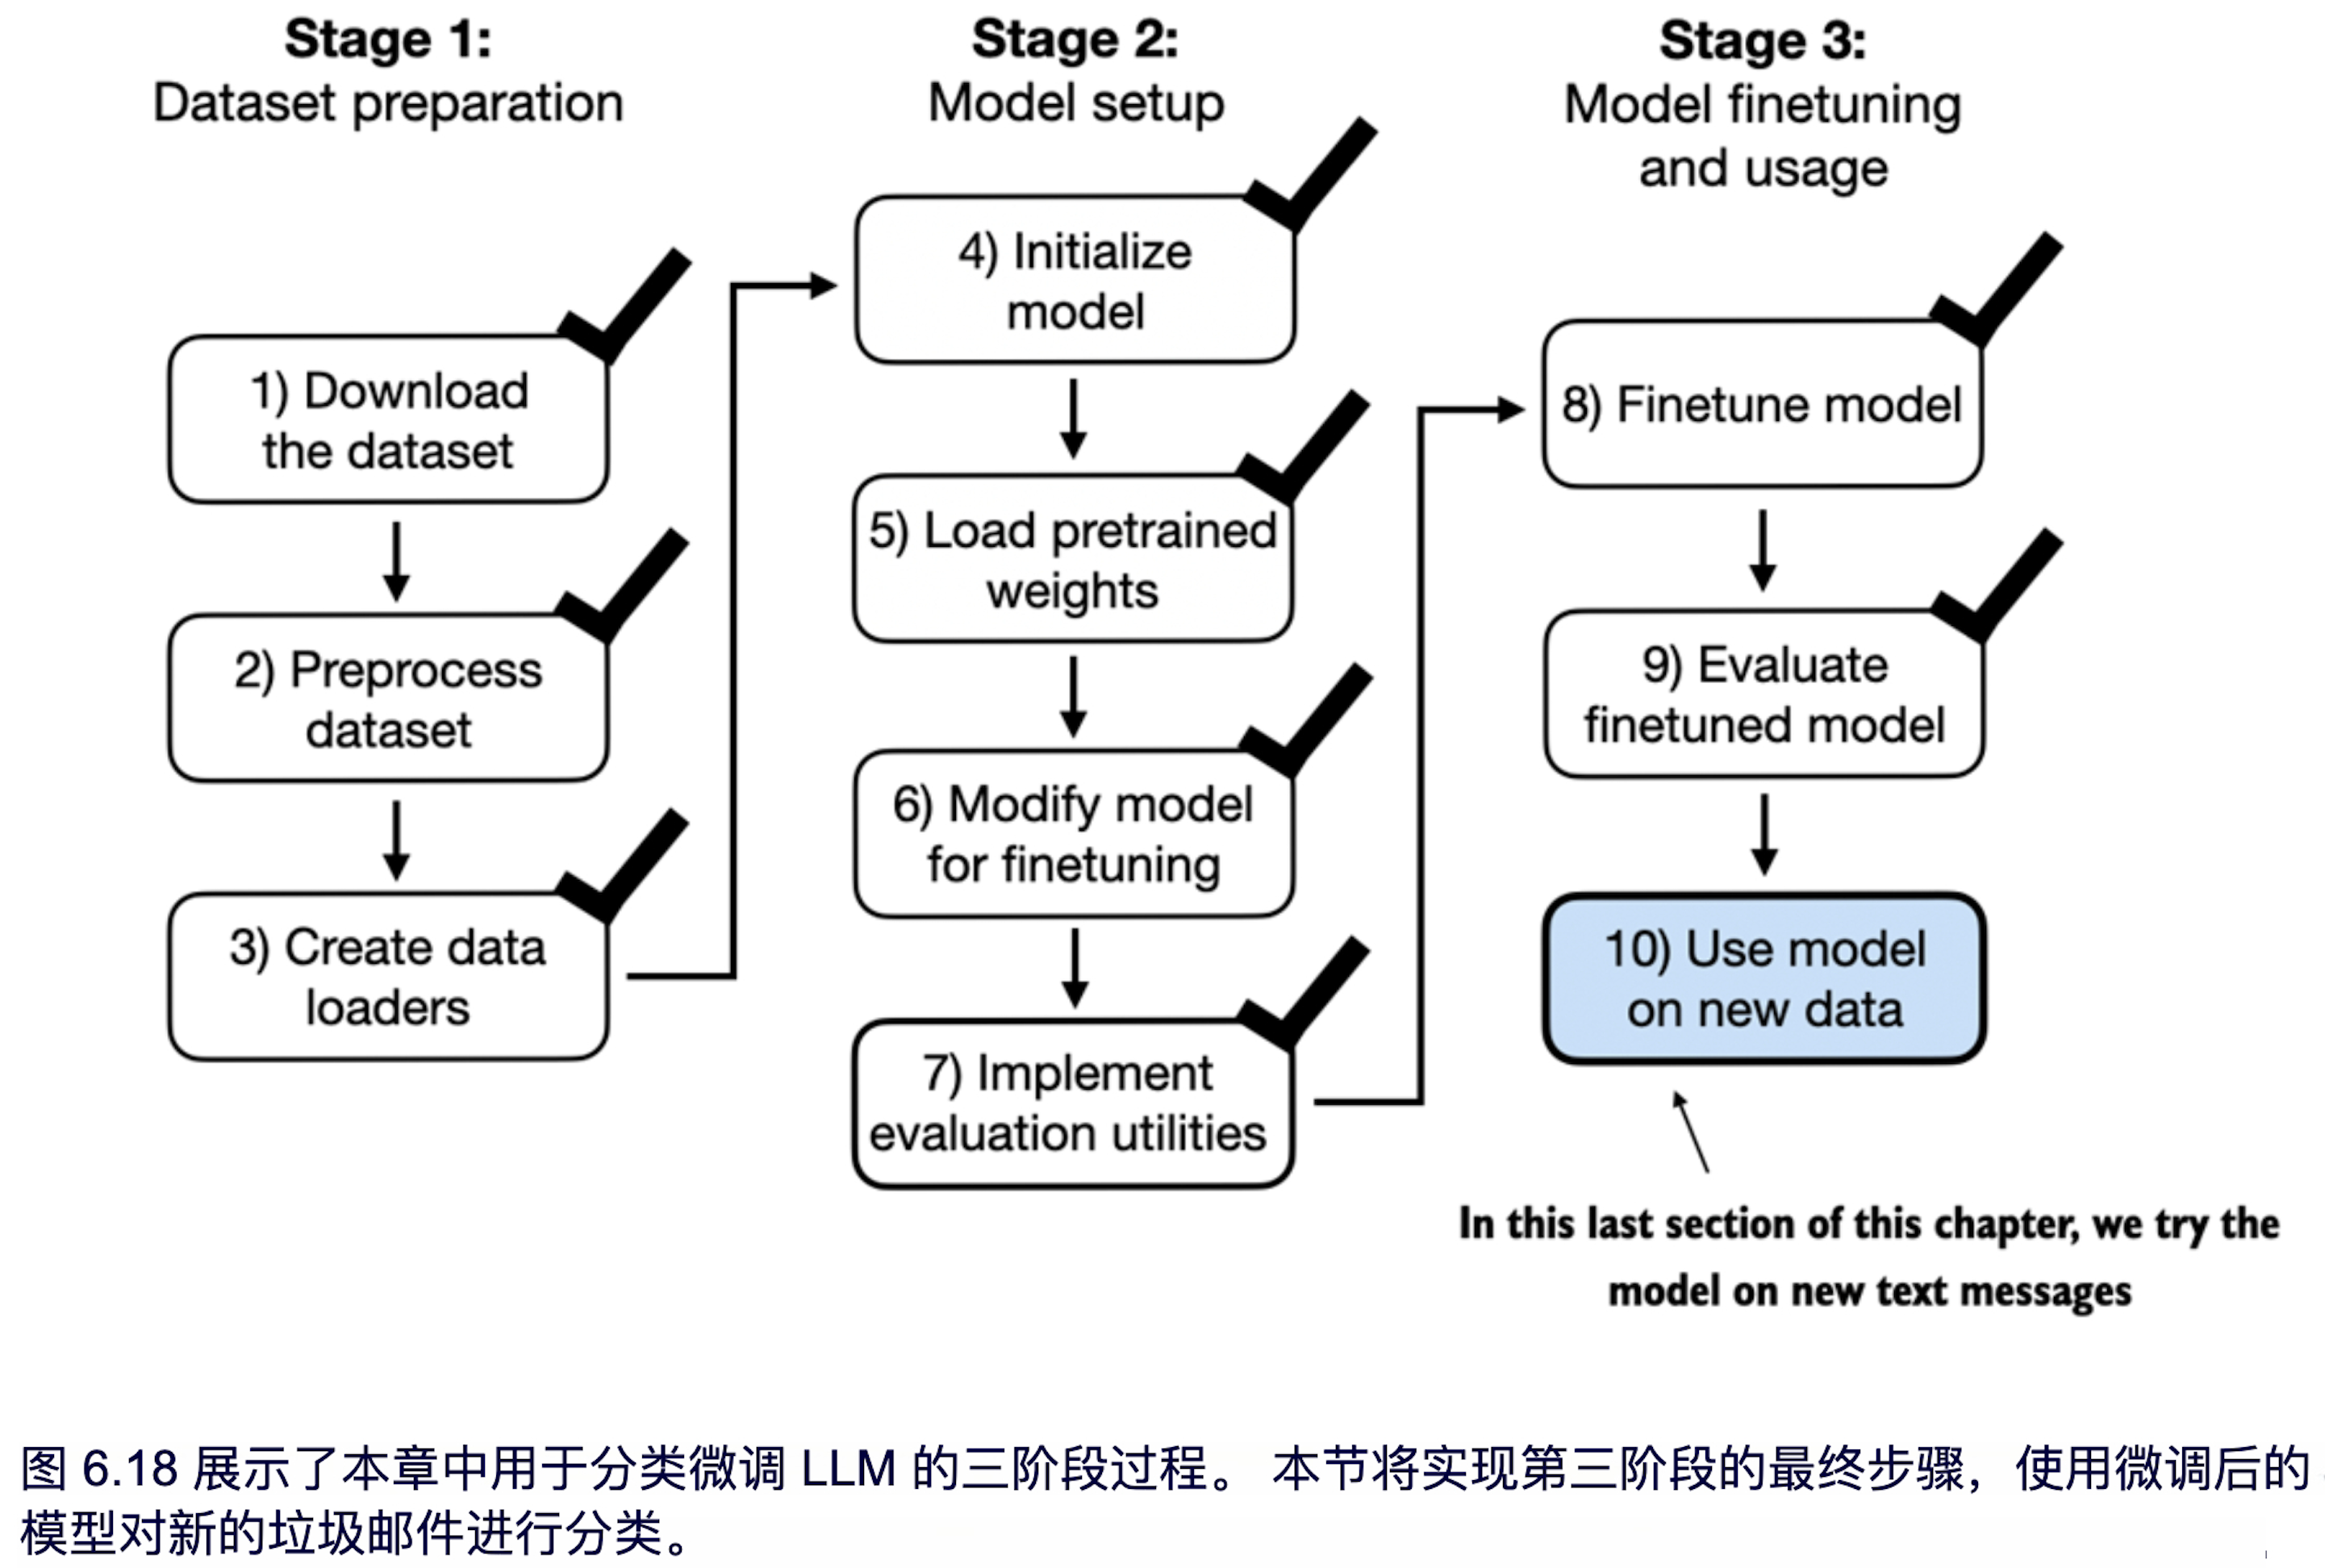 Stage 1:
Dataset preparation
1) Download
the dataset
2) Preprocess
dataset
3) Create data
loaders
Stage 2:
Model setup
4) Initialize
model
5) Load pretrained
weights
6) Modify model
for finetuning
7) Implement
evaluation utilities
Stage 3:
Model finetuning
and usage
8) Finetune model
9) Evaluate
finetuned model
10) Use model
on new data
In this last section of this chapter, we try the
model on new text messages
图 6.18 展示了本章中用于分类微调 LLM 的三阶段过程。 本节将实现第三阶段的最终步骤，使用微调后的
模型对新的垃圾邮件进行分类。